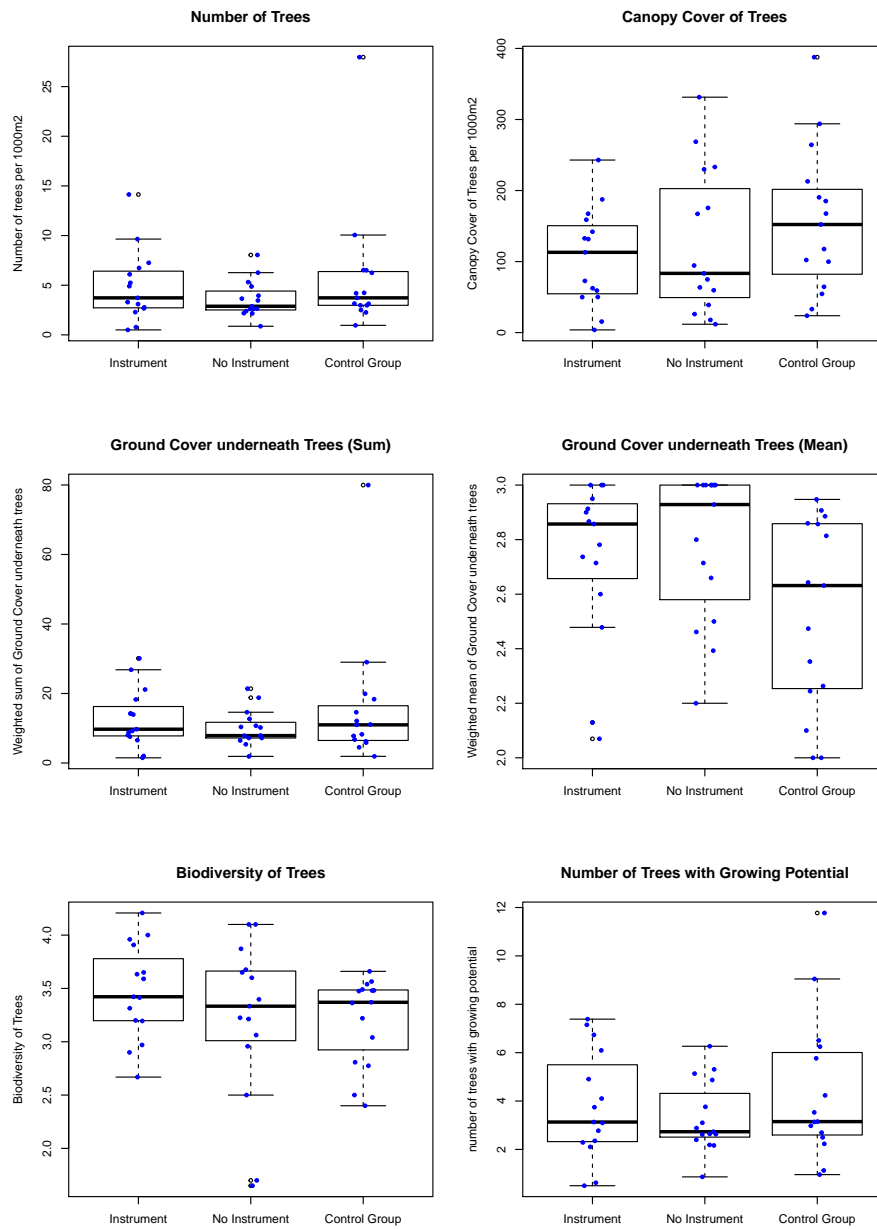 Number of Trees
Number of trees per 1000m2
0
5
10
15
20
25
Instrument
No Instrument
Control Group
Canopy Cover of Trees
Canopy Cover of Trees per 1000m2
0
100
200
300
400
Instrument
No Instrument
Control Group
Ground Cover underneath Trees (Sum)
Weighted sum of Ground Cover underneath trees
0
20
40
60
80
Instrument
No Instrument
Control Group
Ground Cover underneath Trees (Mean)
Weighted mean of Ground Cover underneath trees
2.0
2.2
2.4
2.6
2.8
3.0
Instrument
No Instrument
Control Group
Biodiversity of Trees
Biodiversity of Trees
2.0
2.5
3.0
3.5
4.0
Instrument
No Instrument
Control Group
Number of Trees with Growing Potential
number of trees with growing potential
2
4
6
8
10
12
Instrument
No Instrument
Control Group